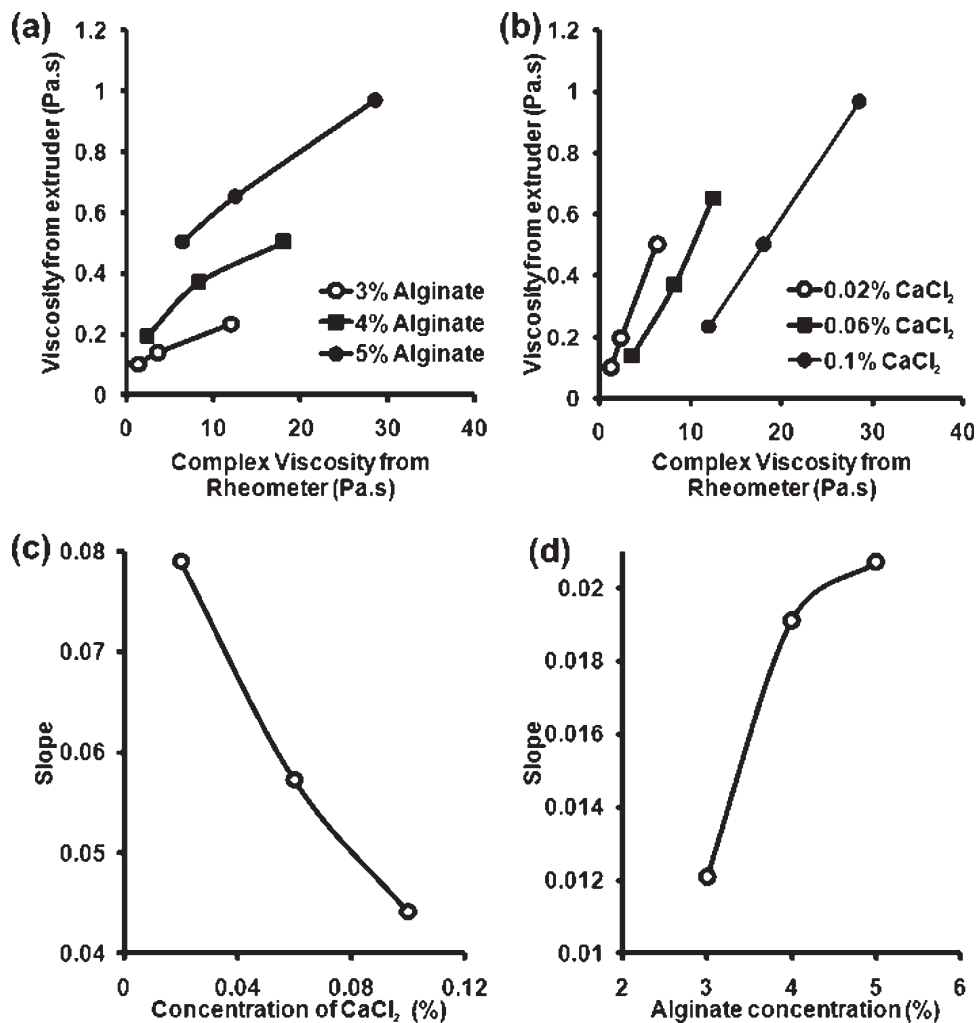 (a)
1.2
1
0.8
0.6
0.4
0.2
0
0 10 20 30 40
Viscosity from extruder (Pa.s)
Complex Viscosity from
Rheometer (Pa.s)
3% Alginate
4% Alginate
5% Alginate
(b)
1.2
1
0.8
0.6
0.4
0.2
0
0 10 20 30 40
Viscosity from extruder (Pa.s)
Complex Viscosity from
Rheometer (Pa.s)
0.02% CaCl₂
0.06% CaCl₂
0.1% CaCl₂
(c)
0.08
0.07
0.06
0.05
0.04
0 0.04 0.08 0.12
Slope
Concentration of CaCl₂ (%)
(d)
0.02
0.018
0.016
0.014
0.012
0.01
2 3 4 5 6
Slope
Alginate concentration (%)